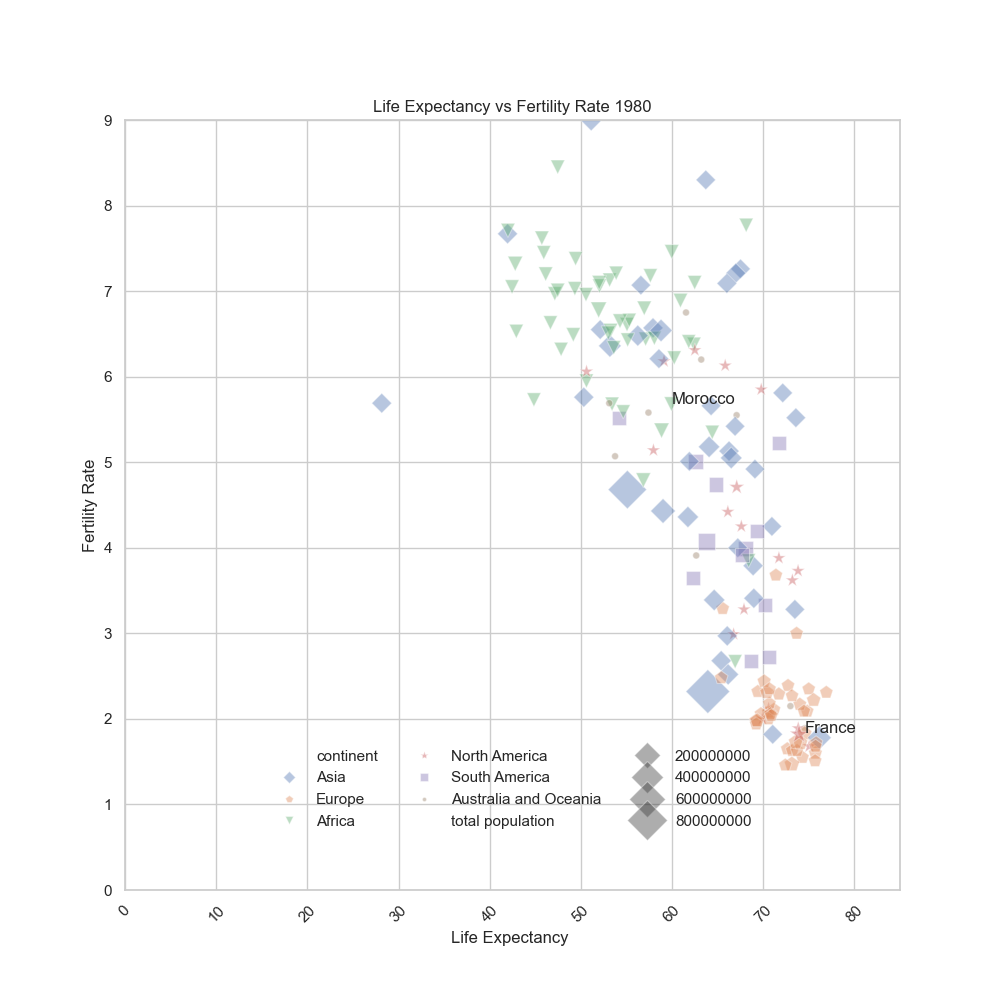 Life Expectancy vs Fertility Rate 1980
9
8
7
6
5
4
3
2
1
0
Fertility Rate
Morocco
France
continent
Asia
Europe
Africa
North America
South America
Australia and Oceania
total population
200000000
400000000
600000000
800000000
0
10
20
30
40
50
60
70
80
Life Expectancy